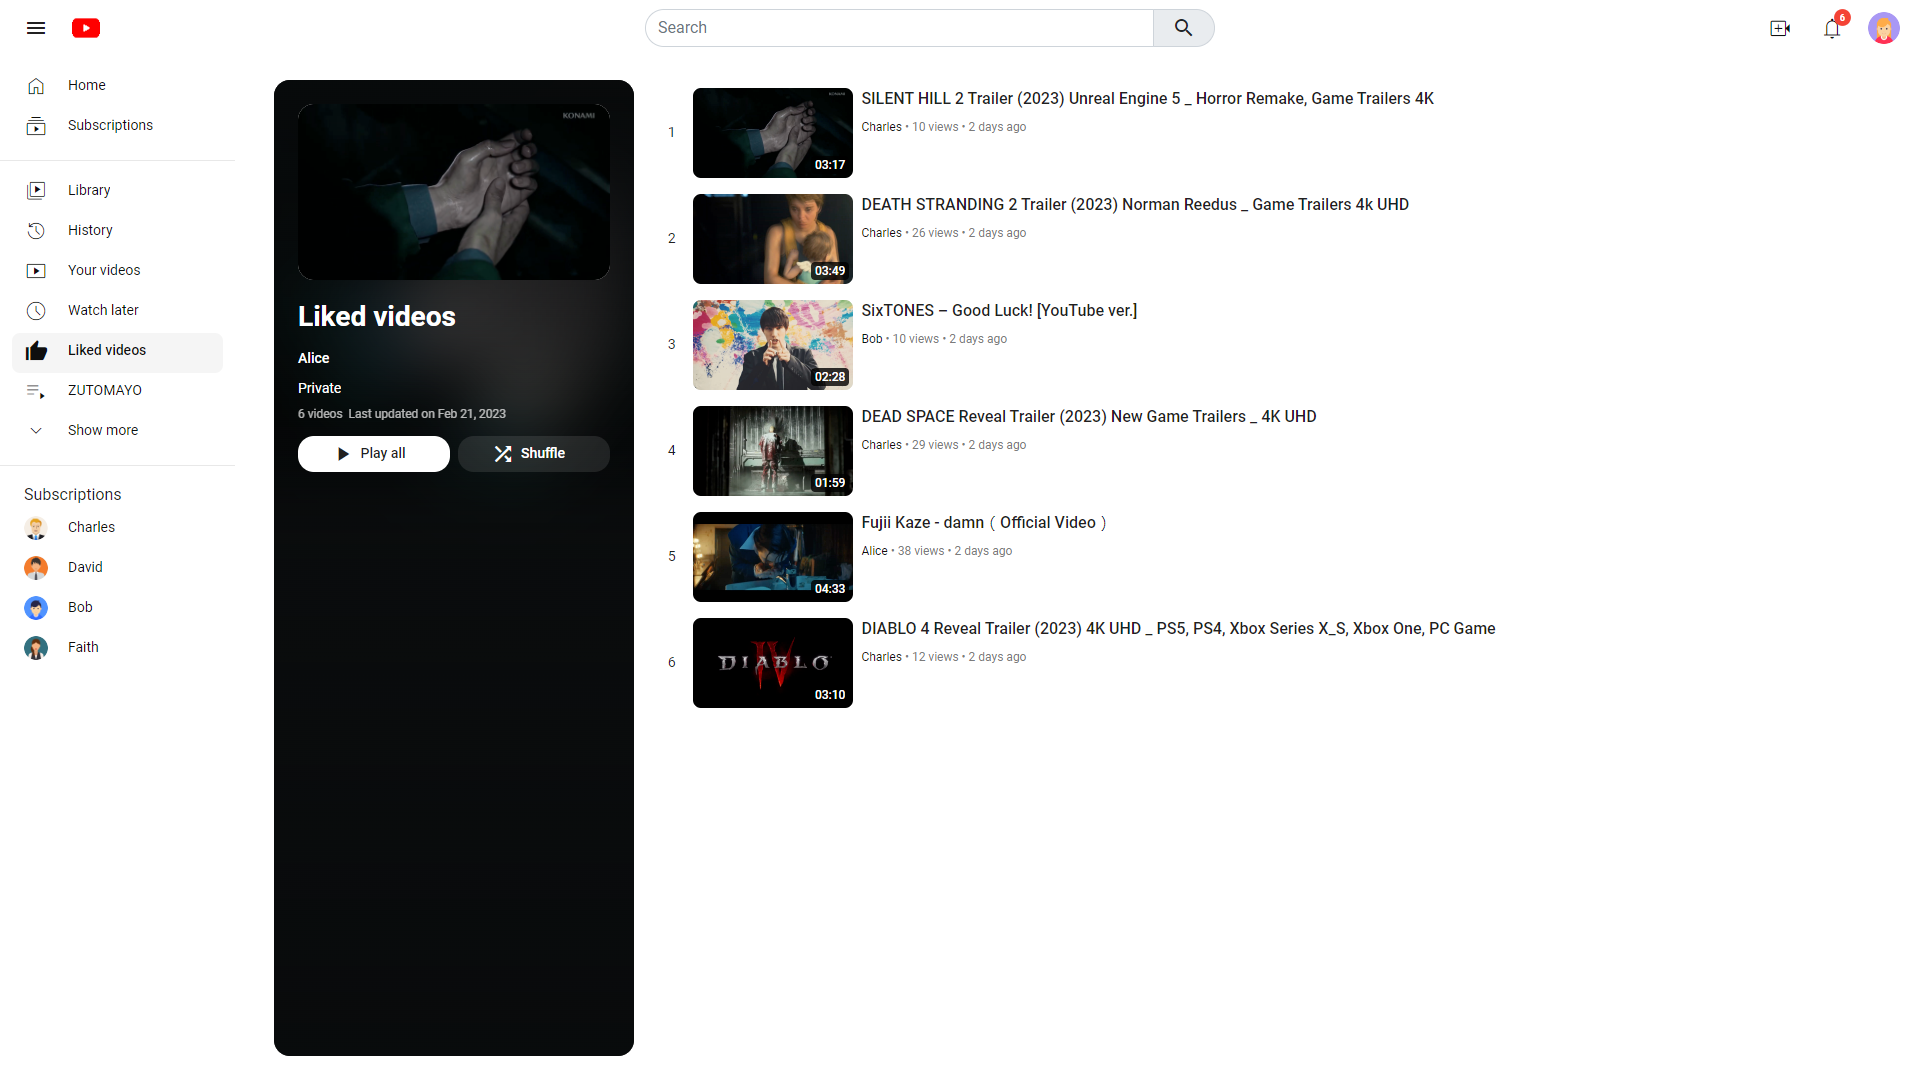 Search
6
Home
Subscriptions
Library
History
Your videos
Watch later
Liked videos
ZUTOMAYO
Show more
Subscriptions
Charles
David
Bob
Faith
KONAMI
Liked videos
Alice
Private
6 videos Last updated on Feb 21, 2023
Play all
Shuffle
1
KONAMI
03:17
SILENT HILL 2 Trailer (2023) Unreal Engine 5 _ Horror Remake, Game Trailers 4K
Charles • 10 views • 2 days ago
2
03:49
DEATH STRANDING 2 Trailer (2023) Norman Reedus _ Game Trailers 4k UHD
Charles • 26 views • 2 days ago
3
02:28
SixTONES – Good Luck! [YouTube ver.]
Bob • 10 views • 2 days ago
4
01:59
DEAD SPACE Reveal Trailer (2023) New Game Trailers _ 4K UHD
Charles • 29 views • 2 days ago
5
04:33
Fujii Kaze - damn（Official Video）
Alice • 38 views • 2 days ago
6
DIABLO IV
03:10
DIABLO 4 Reveal Trailer (2023) 4K UHD _ PS5, PS4, Xbox Series X_S, Xbox One, PC Game
Charles • 12 views • 2 days ago